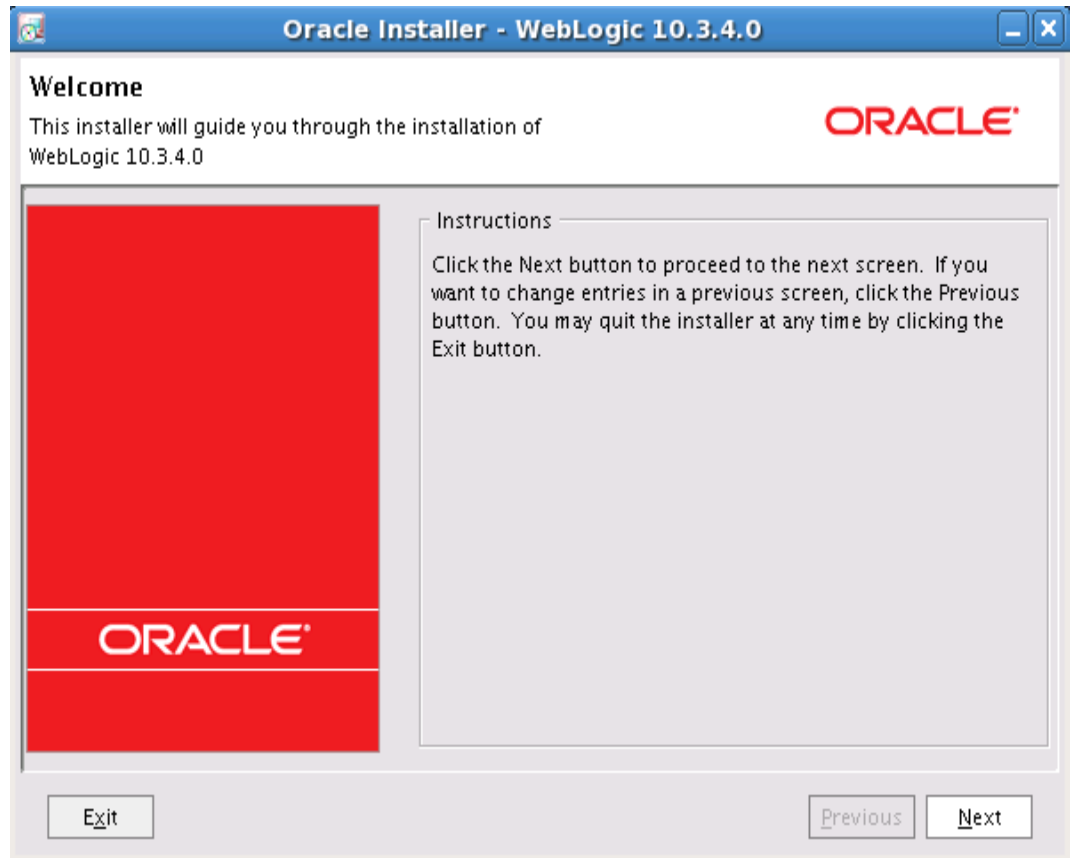 Oracle Installer - WebLogic 10.3.4.0
Welcome
This installer will guide you through the installation of
WebLogic 10.3.4.0
ORACLE
Instructions
Click the Next button to proceed to the next screen.  If you
want to change entries in a previous screen, click the Previous
button.  You may quit the installer at any time by clicking the
Exit button.
ORACLE
Exit
Previous
Next